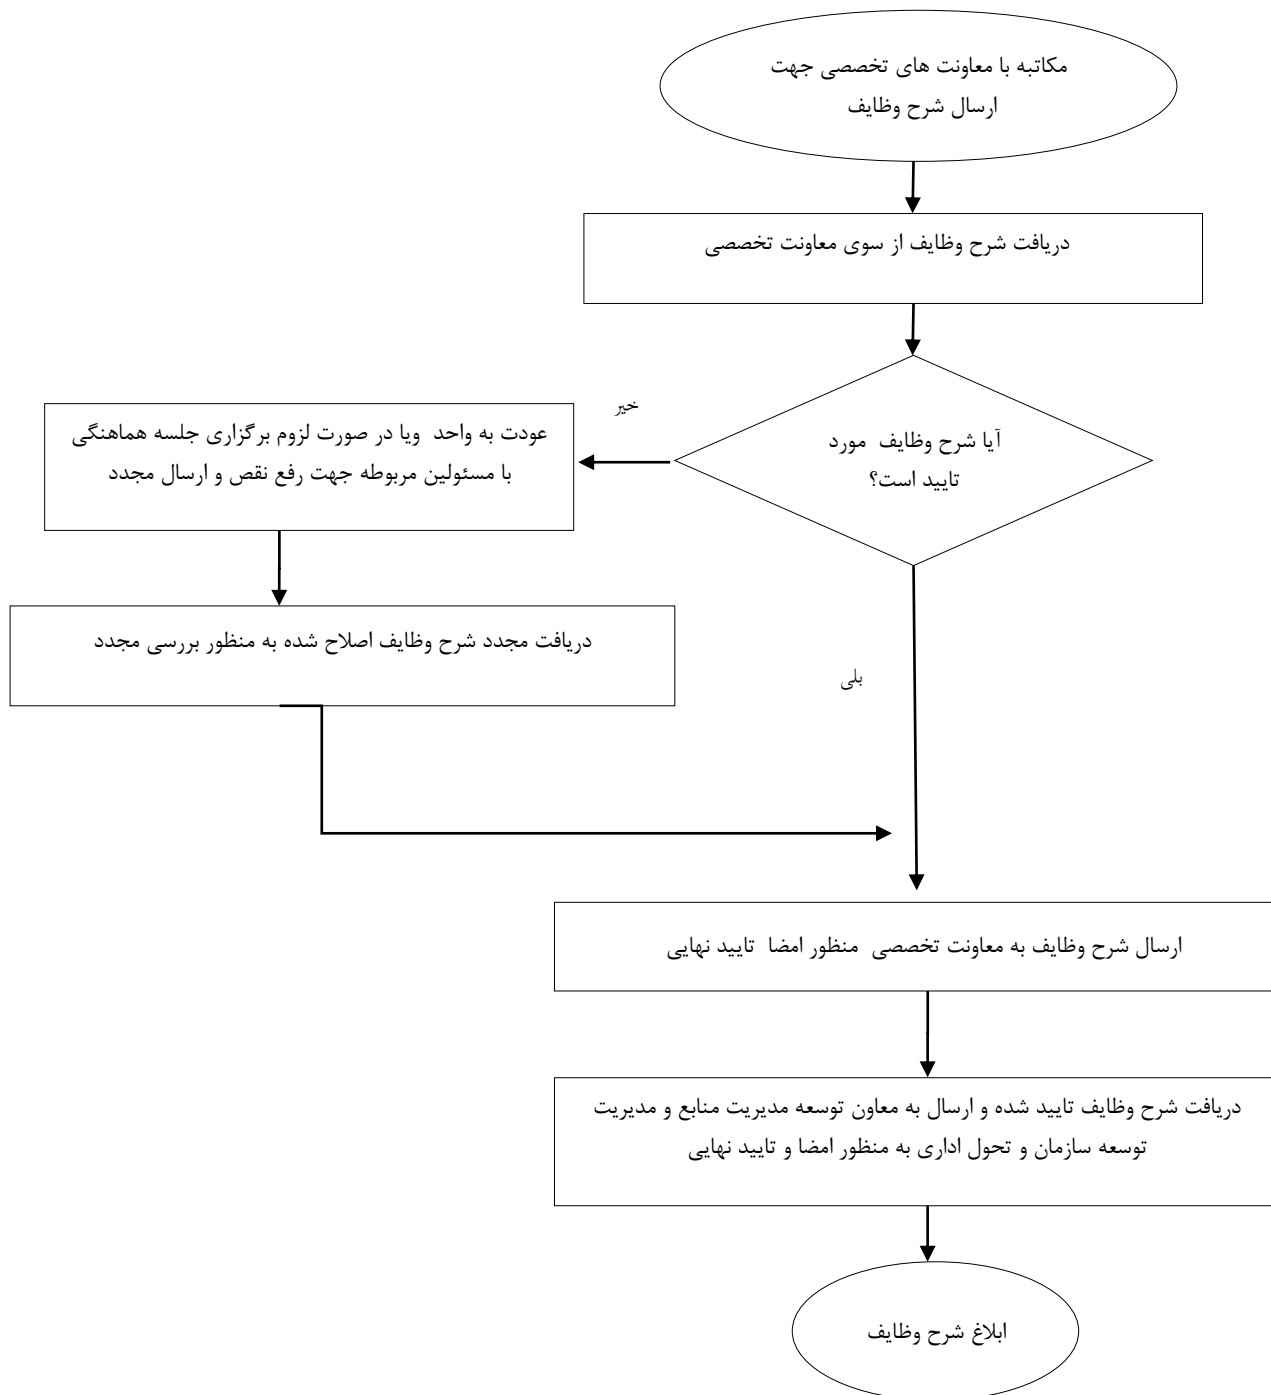 مکاتبه با معاونت های تخصصی جهت
ارسال شرح وظایف
دریافت شرح وظایف از سوی معاونت تخصصی
آیا شرح وظایف مورد
تایید است؟
خیر
عودت به واحد ویا در صورت لزوم برگزاری جلسه هماهنگی
با مسئولین مربوطه جهت رفع نقص و ارسال مجدد
دریافت مجدد شرح وظایف اصلاح شده به منظور بررسی مجدد
بلی
ارسال شرح وظایف به معاونت تخصصی منظور امضا تایید نهایی
دریافت شرح وظایف تایید شده و ارسال به معاون توسعه مدیریت منابع و مدیریت
توسعه سازمان و تحول اداری به منظور امضا و تایید نهایی
ابلاغ شرح وظایف